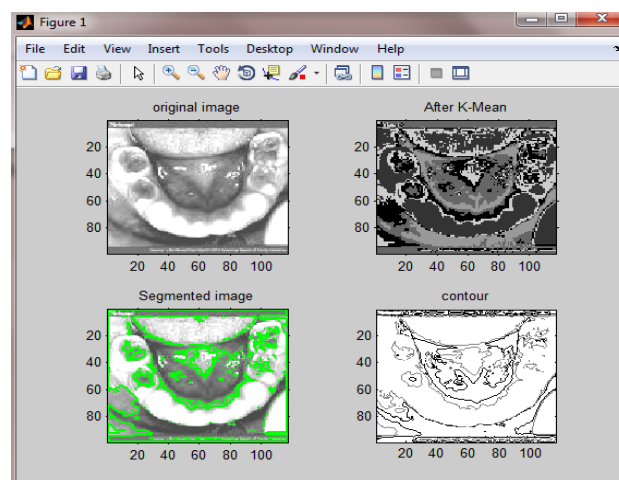 Figure 1
File Edit View Insert Tools Desktop Window Help
original image
20
40
60
80
20 40 60 80 100
After K-Mean
20
40
60
80
20 40 60 80 100
Segmented image
20
40
60
80
20 40 60 80 100
contour
20
40
60
80
20 40 60 80 100